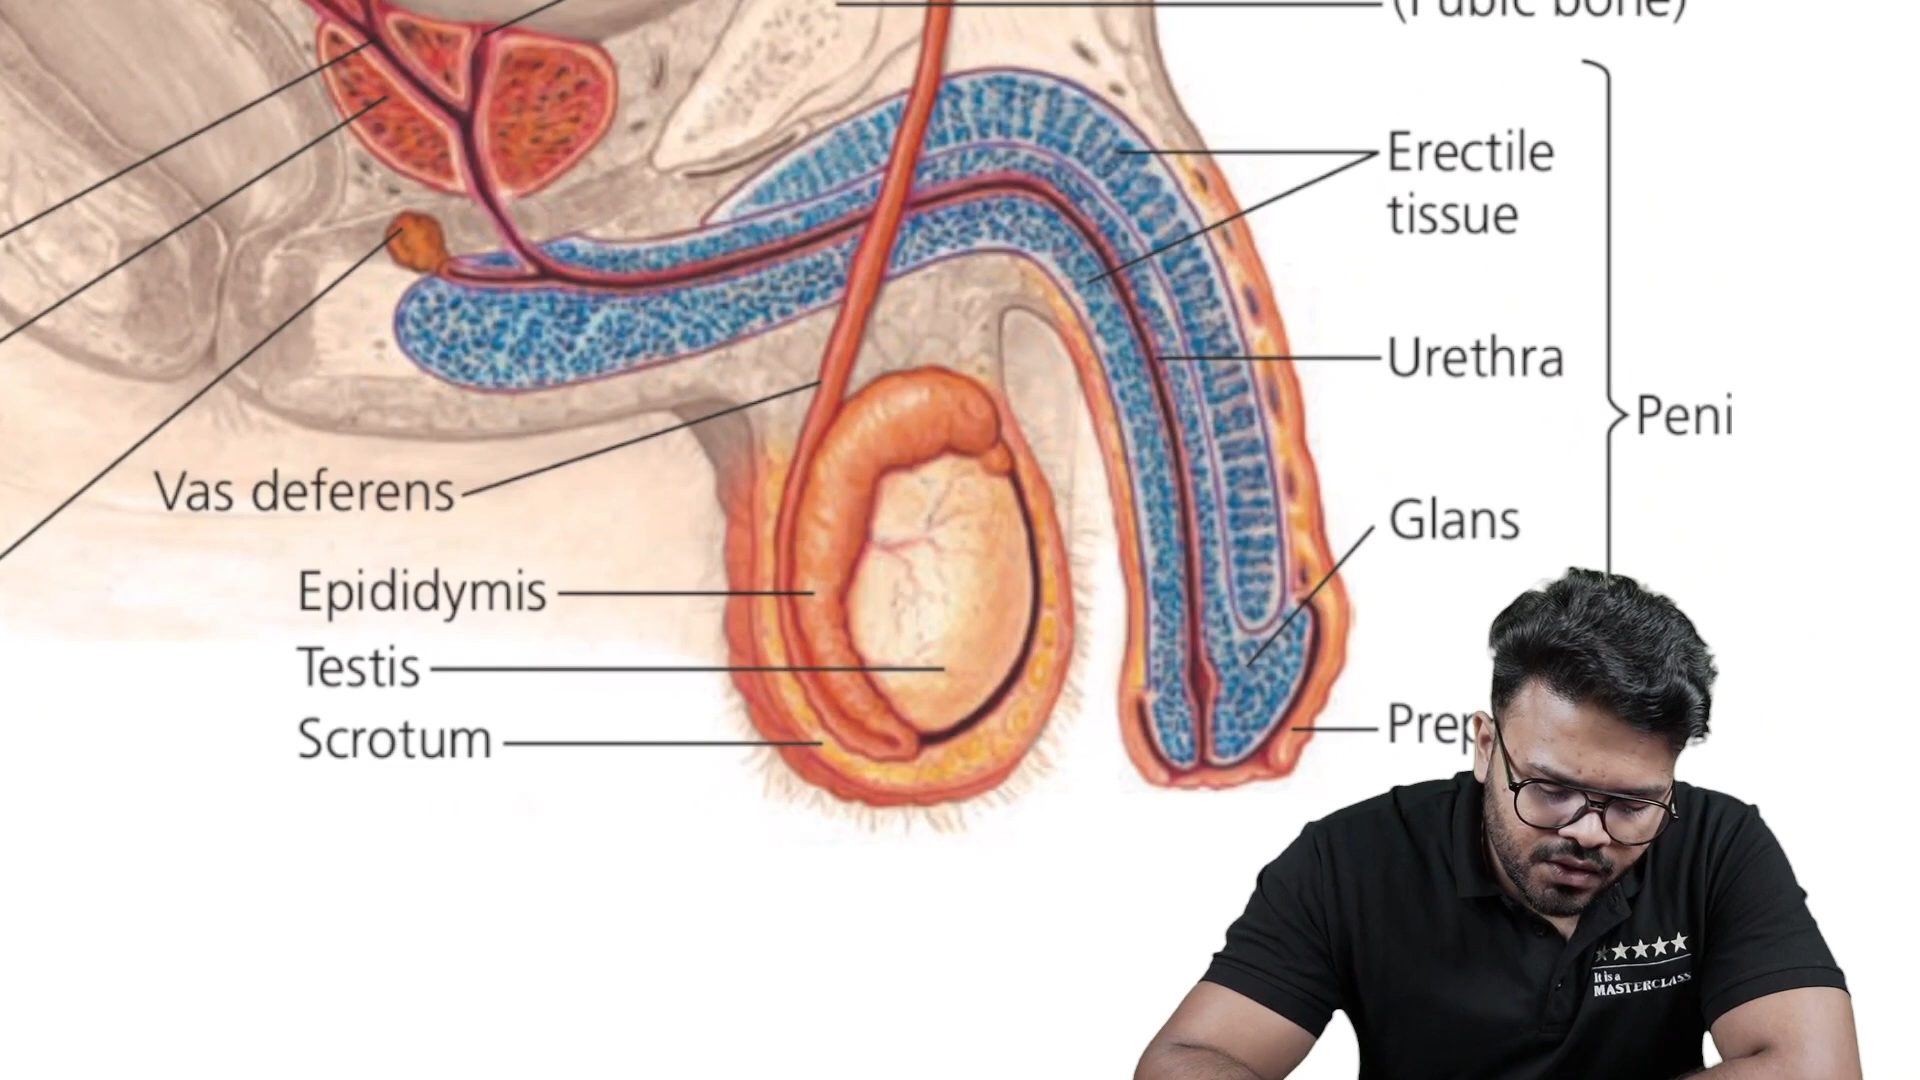 (Pubic bone)
Erectile
tissue
Urethra
Peni
Vas deferens
Glans
Epididymis
Testis
Scrotum
Prep
It is a
MASTERCLASS